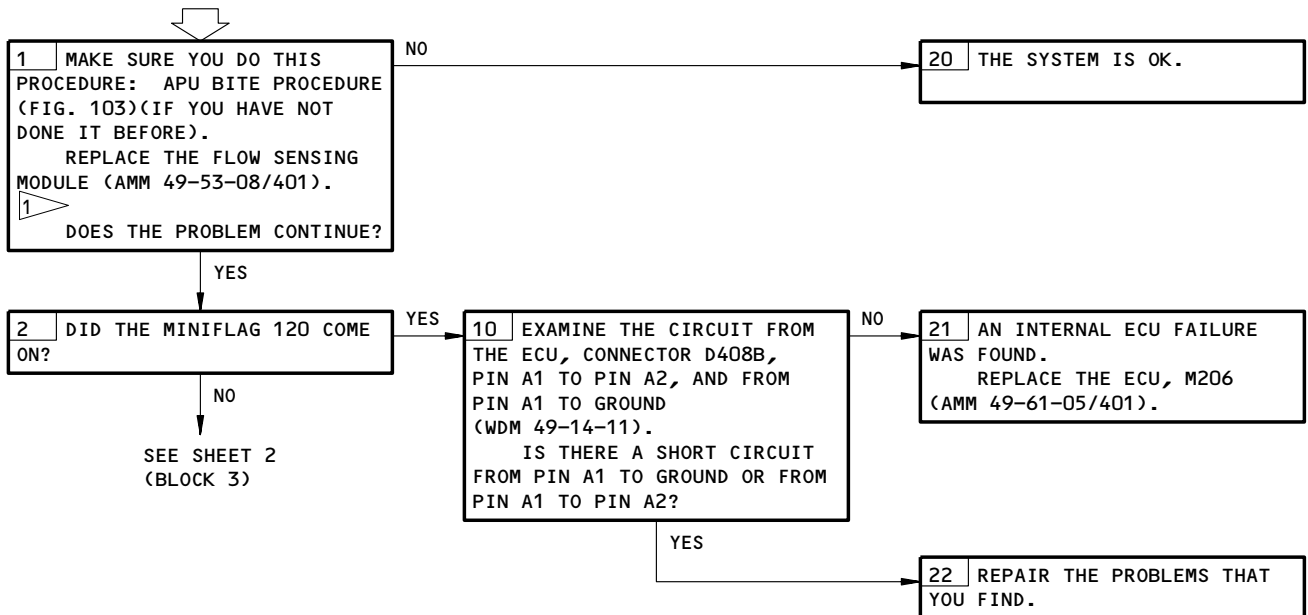 1 MAKE SURE YOU DO THIS
PROCEDURE: APU BITE PROCEDURE
(FIG. 103)(IF YOU HAVE NOT
DONE IT BEFORE).
REPLACE THE FLOW SENSING
MODULE (AMM 49-53-08/401).
1
DOES THE PROBLEM CONTINUE?
NO
20 THE SYSTEM IS OK.
YES
2 DID THE MINIFLAG 120 COME
ON?
YES
10 EXAMINE THE CIRCUIT FROM
THE ECU, CONNECTOR D408B,
PIN A1 TO PIN A2, AND FROM
PIN A1 TO GROUND
(WDM 49-14-11).
IS THERE A SHORT CIRCUIT
FROM PIN A1 TO GROUND OR FROM
PIN A1 TO PIN A2?
NO
21 AN INTERNAL ECU FAILURE
WAS FOUND.
REPLACE THE ECU, M206
(AMM 49-61-05/401).
NO
SEE SHEET 2
(BLOCK 3)
YES
22 REPAIR THE PROBLEMS THAT
YOU FIND.